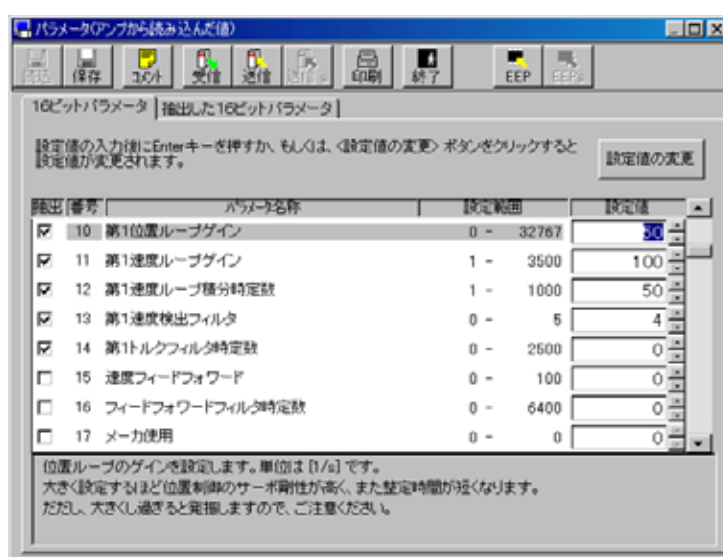 パラメータ(アンプから読み込んだ値)
読込 保存 コメント 受信 送信 送信s 印刷 終了 EEP EEPs
16ビットパラメータ 抽出した16ビットパラメータ
設定値の入力後にEnterキーを押すか、もしくは、<設定値の変更> ボタンをクリックすると
設定値が変更されます。
設定値の変更
抽出 番号 パラメータ名称 設定範囲 設定値
10 第1位置ループゲイン 0 - 32767 50
11 第1速度ループゲイン 1 - 3500 100
12 第1速度ループ積分時定数 1 - 1000 50
13 第1速度検出フィルタ 0 - 5 4
14 第1トルクフィルタ時定数 0 - 2500 0
15 速度フィードフォワード 0 - 100 0
16 フィードフォワードフィルタ時定数 0 - 6400 0
17 メーカ使用 0 - 0 0
位置ループのゲインを設定します。単位は [1/s] です。
大きく設定するほど位置制御のサーボ剛性が高く、また整定時間が短くなります。
ただし、大きくし過ぎると発振しますので、ご注意ください。